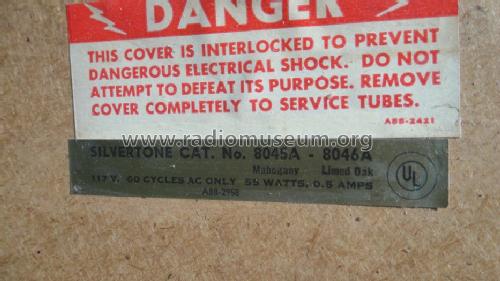 DANGER
THIS COVER IS INTERLOCKED TO PREVENT
DANGEROUS ELECTRICAL SHOCK. DO NOT
ATTEMPT TO DEFEAT ITS PURPOSE. REMOVE
COVER COMPLETELY TO SERVICE TUBES.
A88-2421
www.radiomuseum.org
SILVERTONE CAT. No. 8045A - 8046A
Mahogany Limed Oak
117 V. 60 CYCLES AC ONLY 55 WATTS, 0.5 AMPS
A88-2958
UL